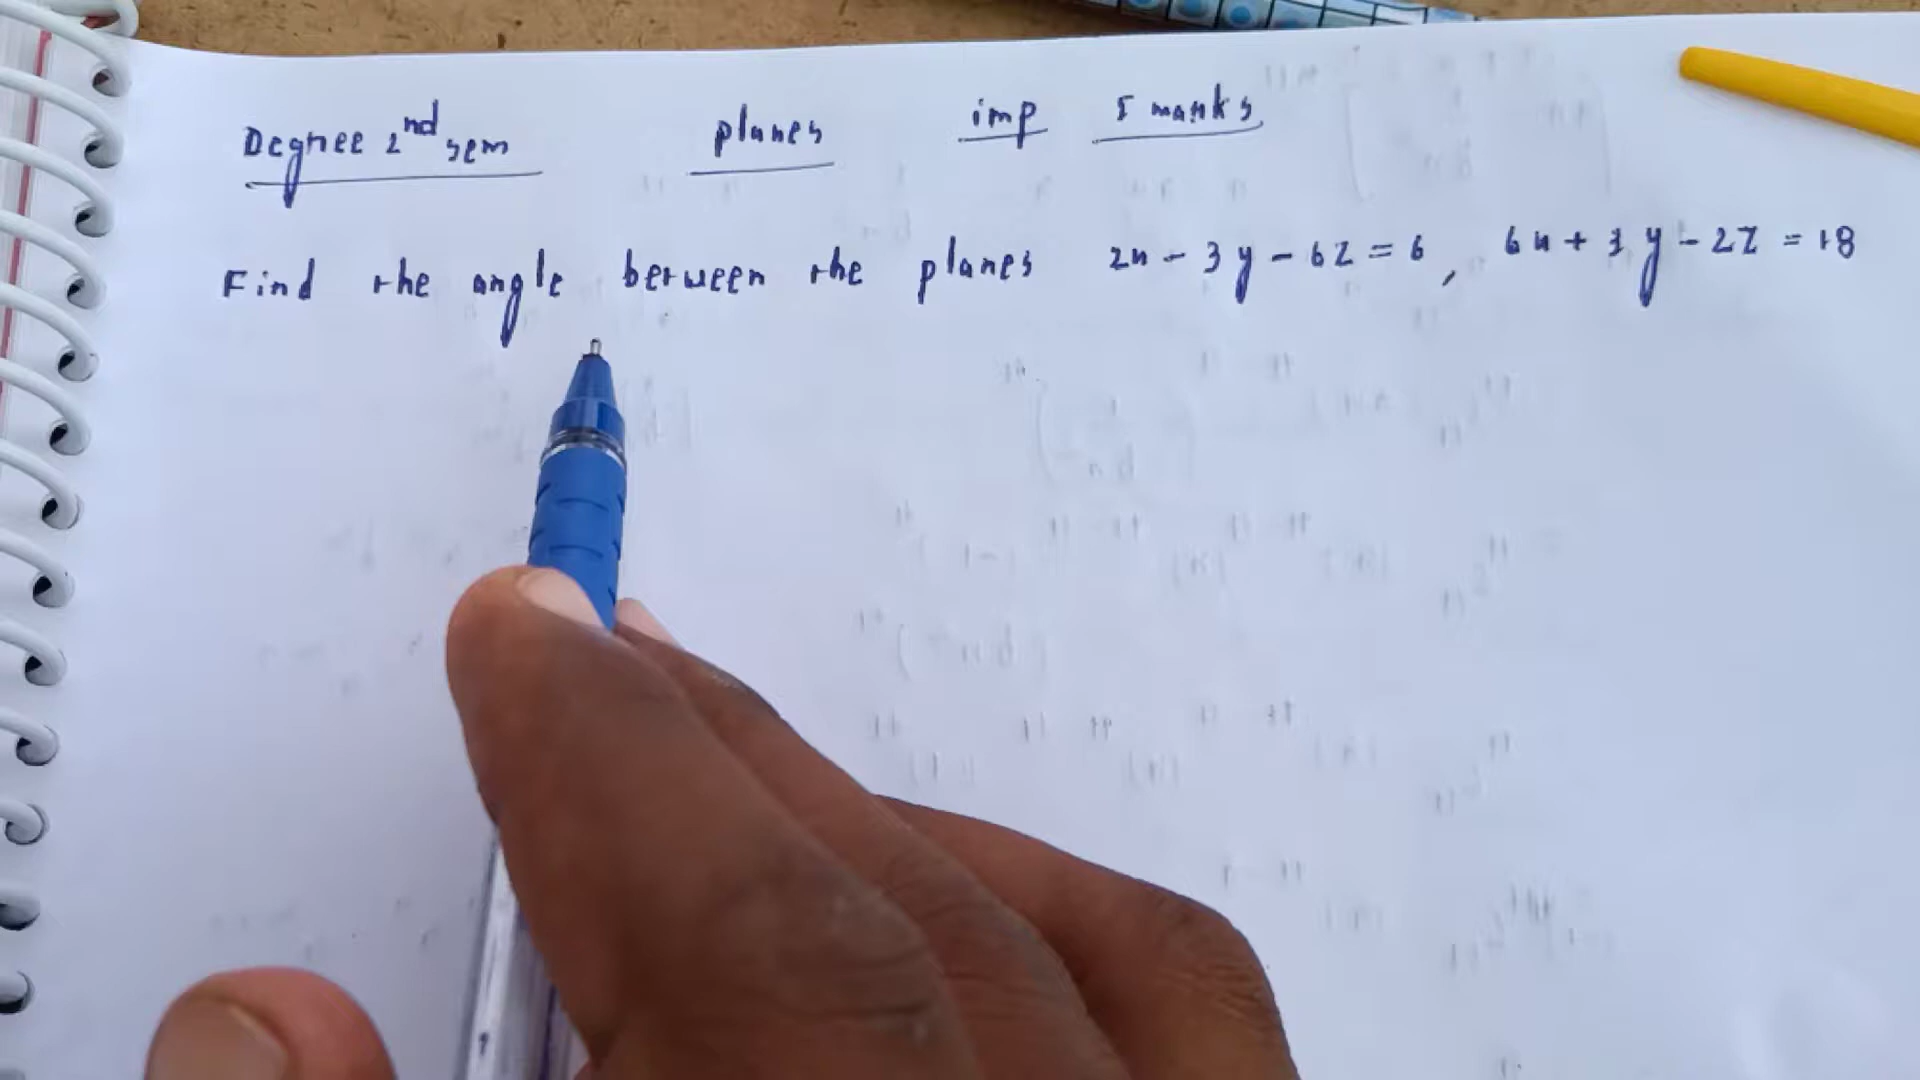 Degree 2nd sem planes imp 5 marks
Find the angle between the planes 2x - 3y - 6z = 6, 6x + 3y - 2z = 18